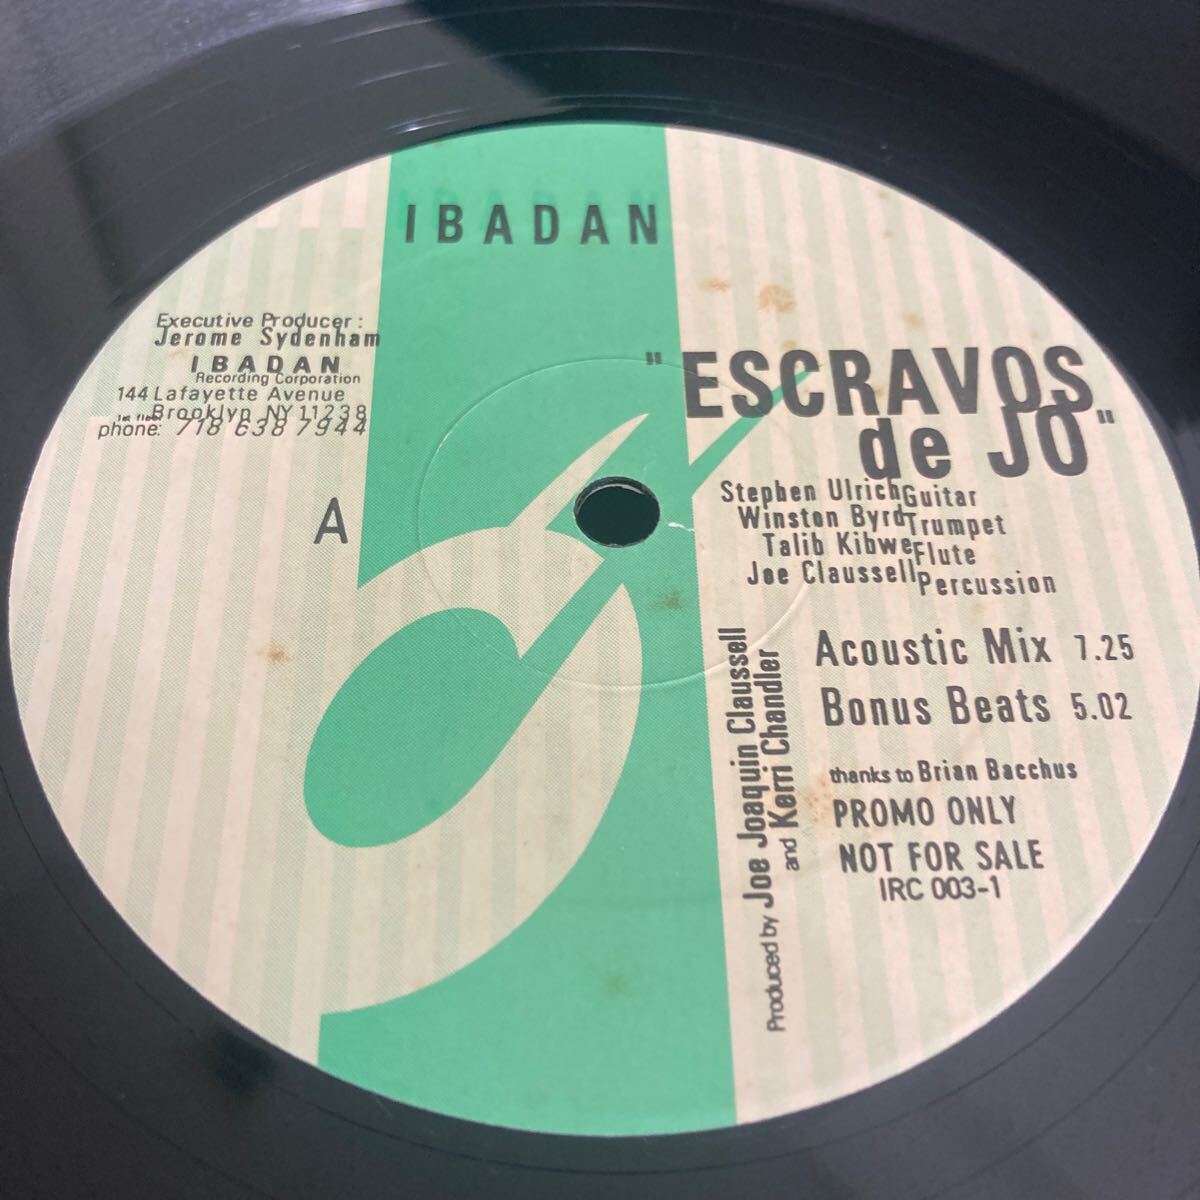 IBADAN
Executive Producer :
Jerome Sydenham
IBADAN
Recording Corporation
144 Lafayette Avenue
1st floor
Brooklyn NY 11238
phone: 718 638 7944
A
"ESCRAVOS
de JO"
Stephen Ulrich Guitar
Winston Byrd Trumpet
Talib Kibwe Flute
Joe Claussell Percussion
Acoustic Mix 7.25
Bonus Beats 5.02
thanks to Brian Bacchus
PROMO ONLY
NOT FOR SALE
IRC 003-1
Produced by Joe Joaquin Claussell
and Kerri Chandler